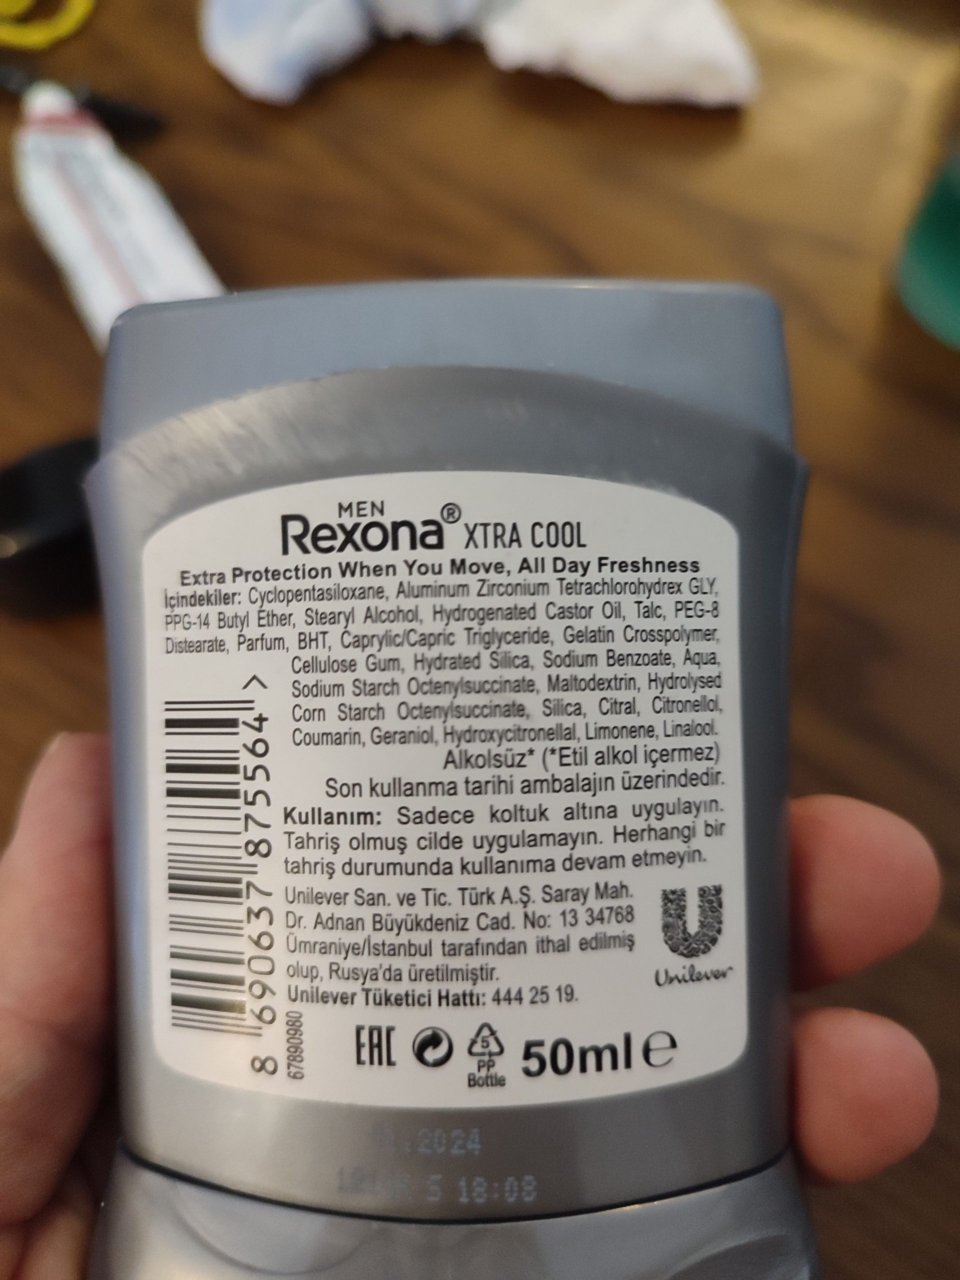 MEN
Rexona® XTRA COOL
Extra Protection When You Move, All Day Freshness
İçindekiler: Cyclopentasiloxane, Aluminum Zirconium Tetrachlorohydrex GLY,
PPG-14 Butyl Ether, Stearyl Alcohol, Hydrogenated Castor Oil, Talc, PEG-8
Distearate, Parfum, BHT, Caprylic/Capric Triglyceride, Gelatin Crosspolymer,
Cellulose Gum, Hydrated Silica, Sodium Benzoate, Aqua,
Sodium Starch Octenylsuccinate, Maltodextrin, Hydrolysed
Corn Starch Octenylsuccinate, Silica, Citral, Citronellol,
Coumarin, Geraniol, Hydroxycitronellal, Limonene, Linalool.
Alkolsüz* (*Etil alkol içermez)
Son kullanma tarihi ambalajın üzerindedir.
Kullanım: Sadece koltuk altına uygulayın.
Tahriş olmuş cilde uygulamayın. Herhangi bir
tahriş durumunda kullanıma devam etmeyin.
Unilever San. ve Tic. Türk A.Ş. Saray Mah.
Dr. Adnan Büyükdeniz Cad. No: 13 34768
Ümraniye/İstanbul tarafından ithal edilmiş
olup, Rusya'da üretilmiştir.
Unilever Tüketici Hattı: 444 25 19.
Unilever
8 690637 875564 >
67890980
EAC
5
PP
Bottle
50ml e
.2024
5 18:08